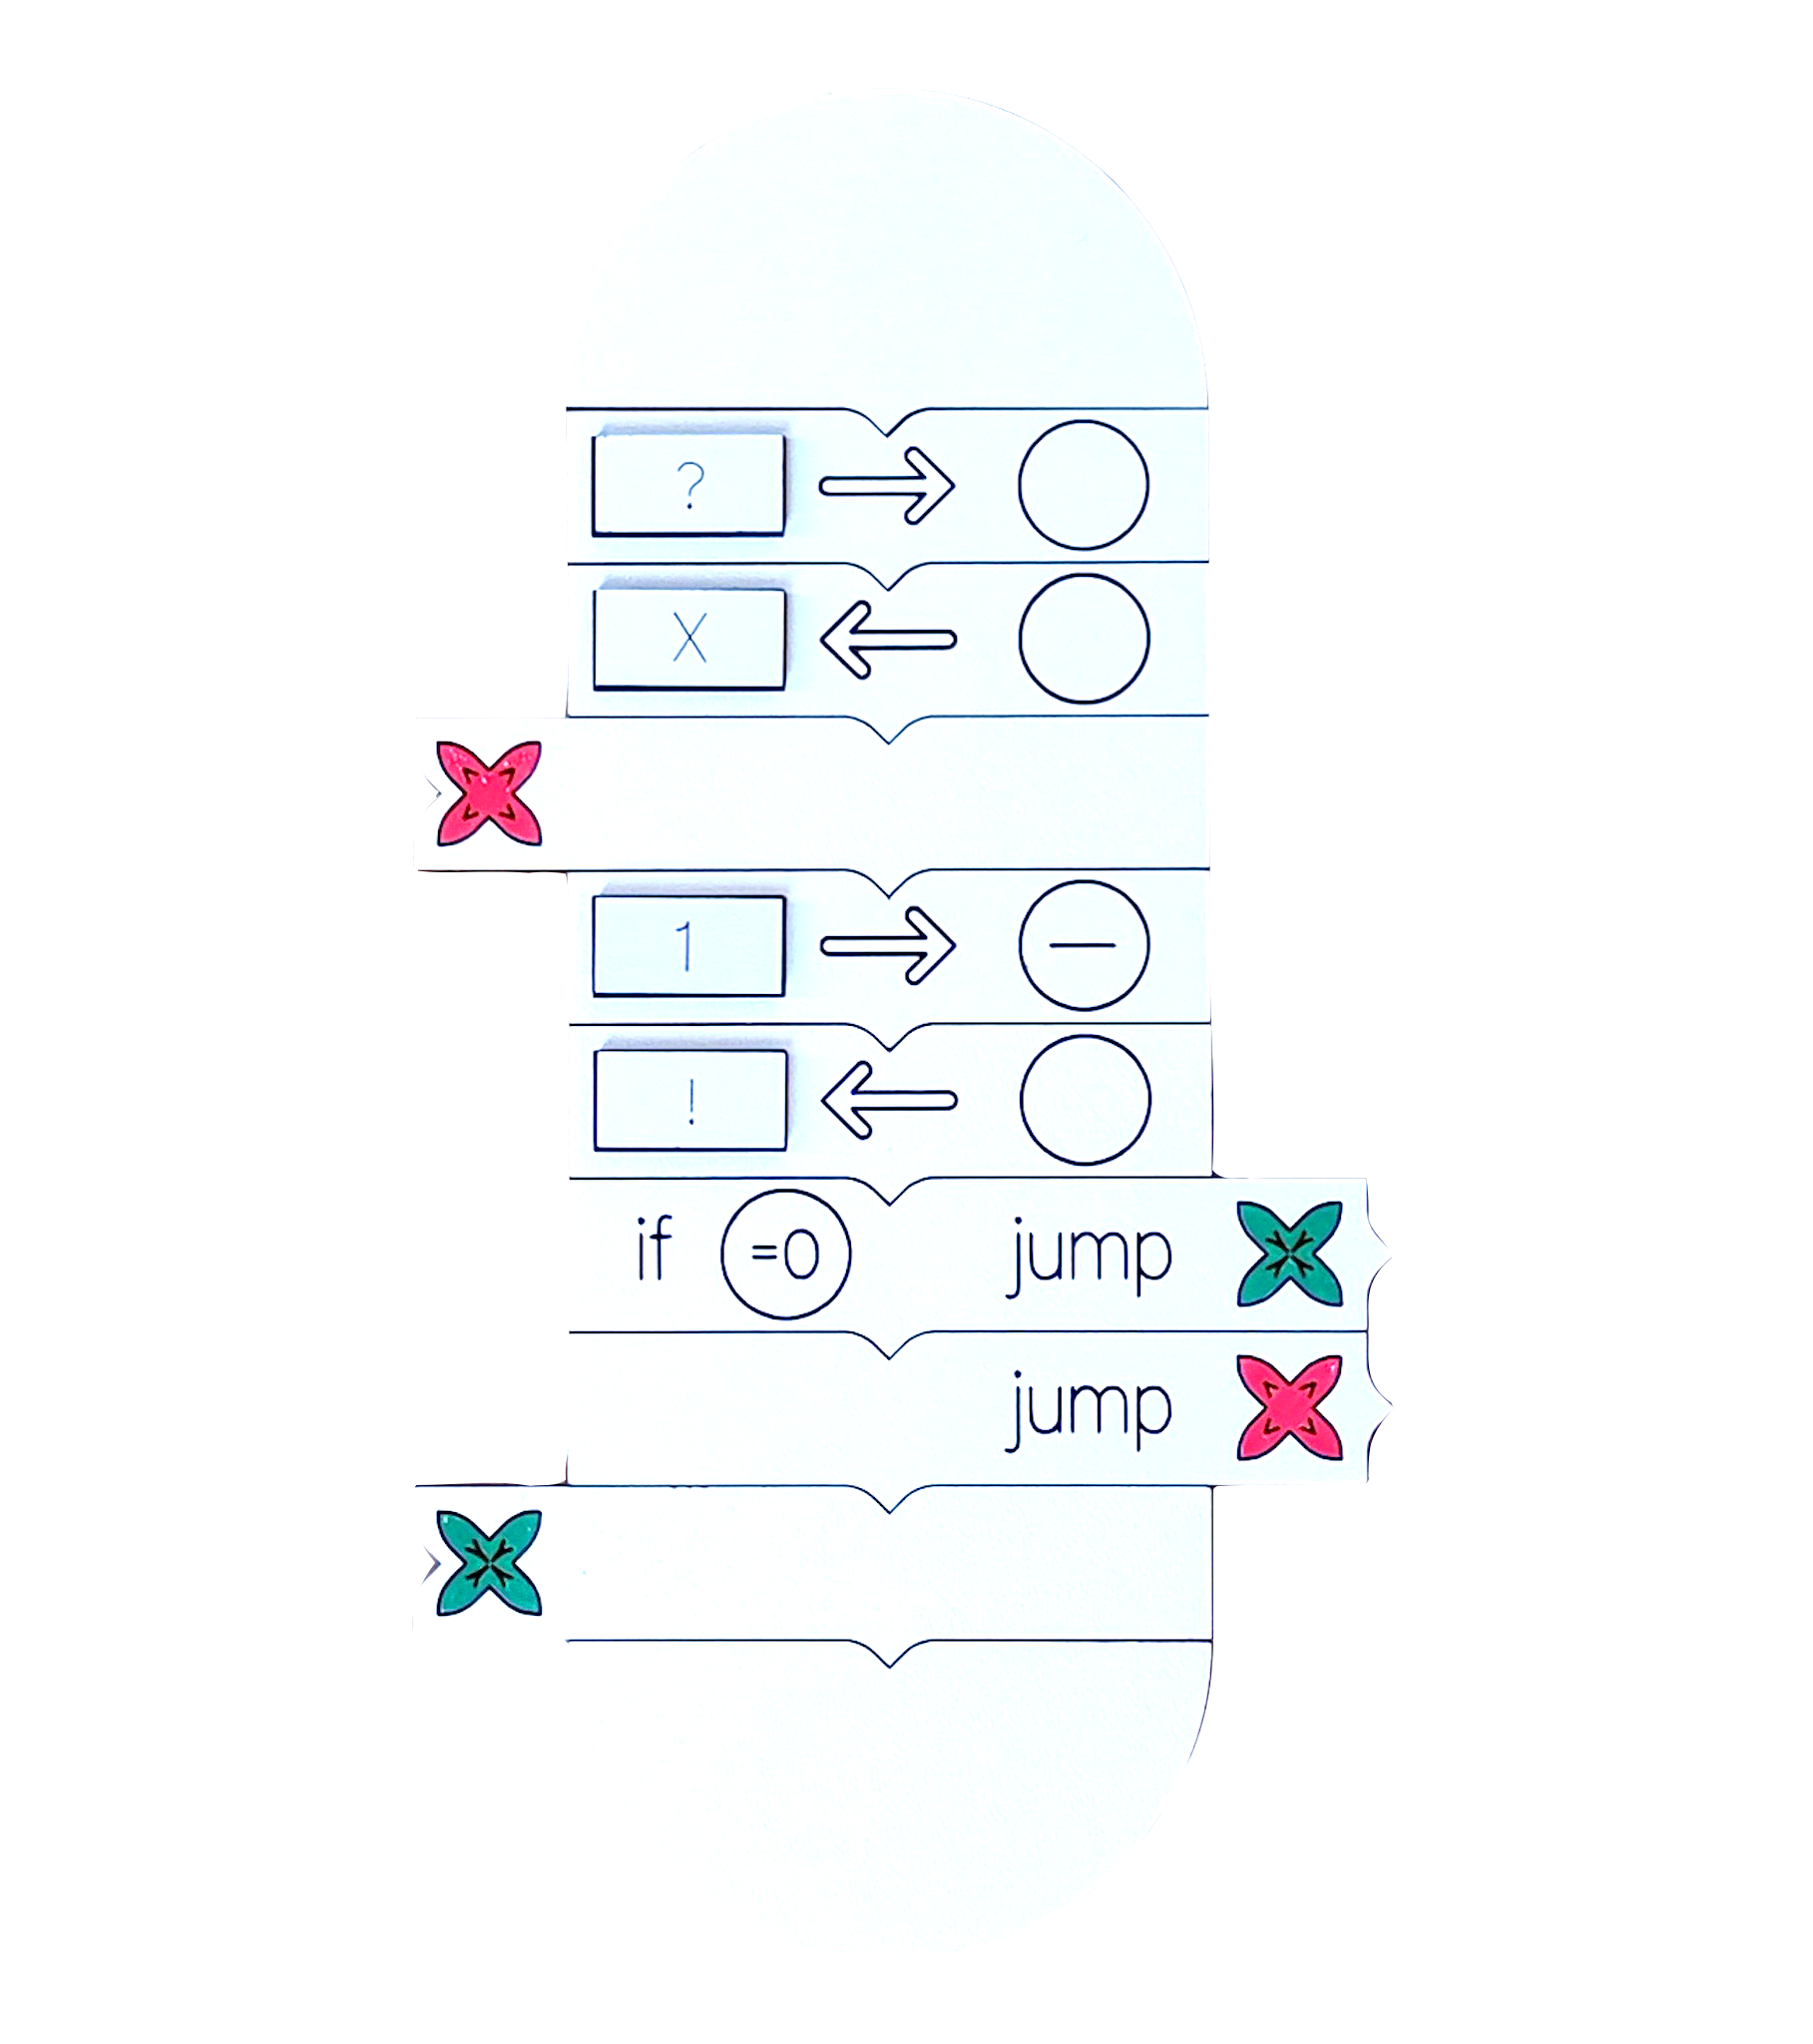 ?
X
1 —
!
if =0 jump
jump